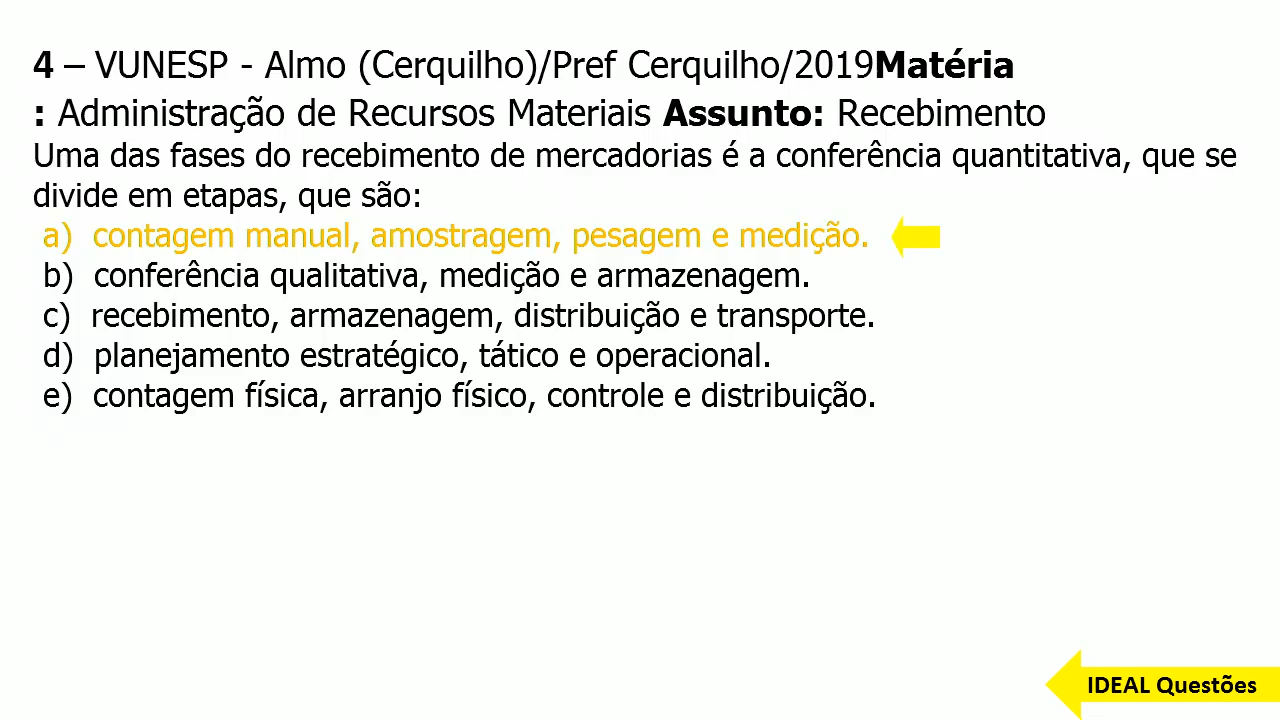 4 – VUNESP - Almo (Cerquilho)/Pref Cerquilho/2019Matéria
: Administração de Recursos Materiais Assunto: Recebimento
Uma das fases do recebimento de mercadorias é a conferência quantitativa, que se
divide em etapas, que são:
a) contagem manual, amostragem, pesagem e medição.
b) conferência qualitativa, medição e armazenagem.
c) recebimento, armazenagem, distribuição e transporte.
d) planejamento estratégico, tático e operacional.
e) contagem física, arranjo físico, controle e distribuição.
IDEAL Questões